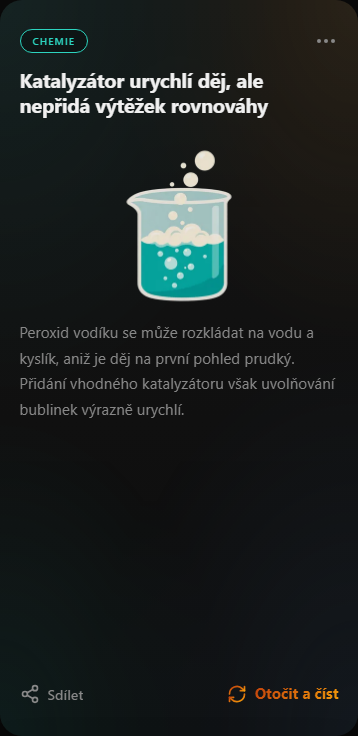 CHEMIE
Katalyzátor urychlí děj, ale
nepřidá výtěžek rovnováhy
Peroxid vodíku se může rozkládat na vodu a
kyslík, aniž je děj na první pohled prudký.
Přidání vhodného katalyzátoru však uvolňování
bublinek výrazně urychlí.
Sdílet
Otočit a číst